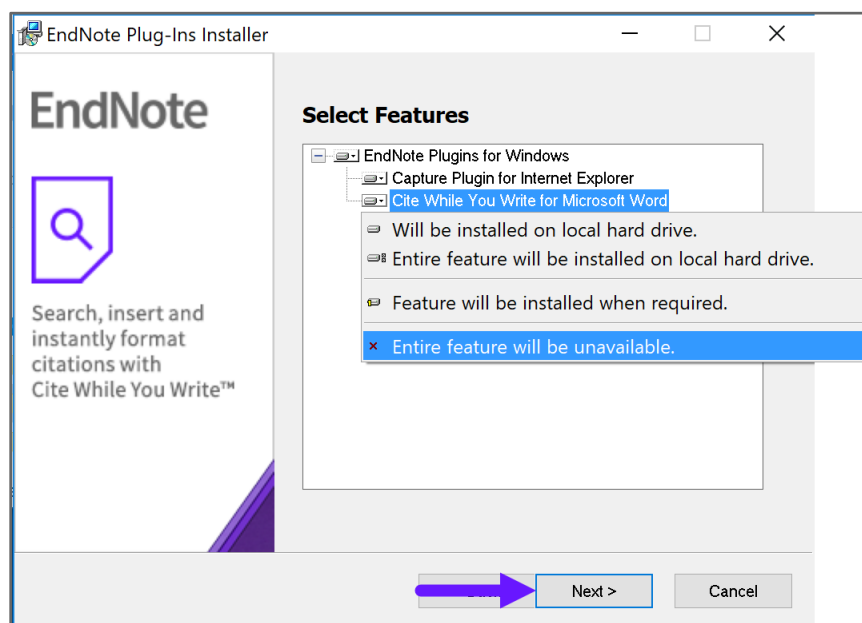 EndNote Plug-Ins Installer
EndNote
Search, insert and
instantly format
citations with
Cite While You Write™
Select Features
EndNote Plugins for Windows
Capture Plugin for Internet Explorer
Cite While You Write for Microsoft Word
Will be installed on local hard drive.
Entire feature will be installed on local hard drive.
Feature will be installed when required.
Entire feature will be unavailable.
Next >
Cancel